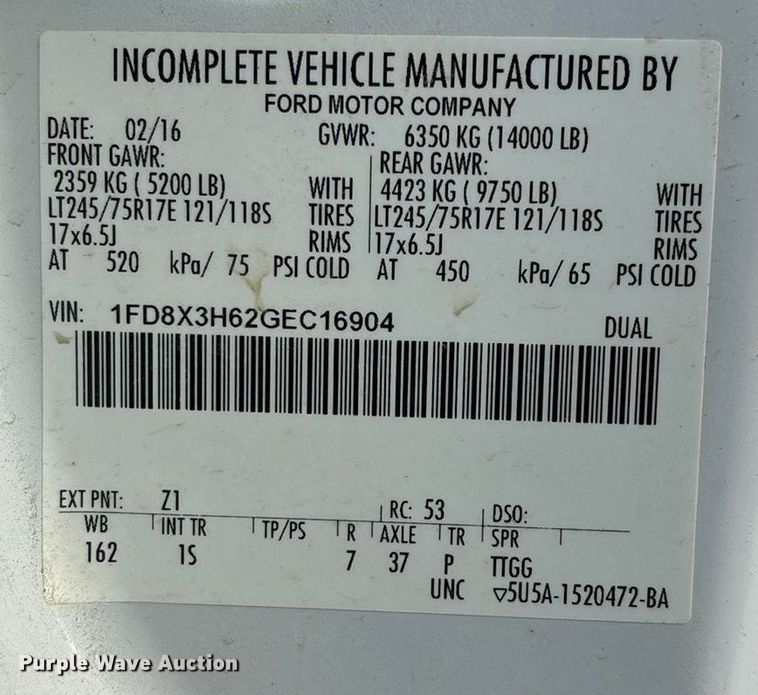 INCOMPLETE VEHICLE MANUFACTURED BY
FORD MOTOR COMPANY
DATE: 02/16 GVWR: 6350 KG (14000 LB)
FRONT GAWR: REAR GAWR:
2359 KG ( 5200 LB) WITH 4423 KG ( 9750 LB) WITH
LT245/75R17E 121/118S TIRES LT245/75R17E 121/118S TIRES
17x6.5J RIMS 17x6.5J RIMS
AT 520 kPa/ 75 PSI COLD AT 450 kPa/ 65 PSI COLD
VIN: 1FD8X3H62GEC16904 DUAL
EXT PNT: Z1 RC: 53 DSO:
WB INT TR TP/PS R AXLE TR SPR
162 1S 7 37 P TTGG
UNC ▽5U5A-1520472-BA
Purple Wave Auction